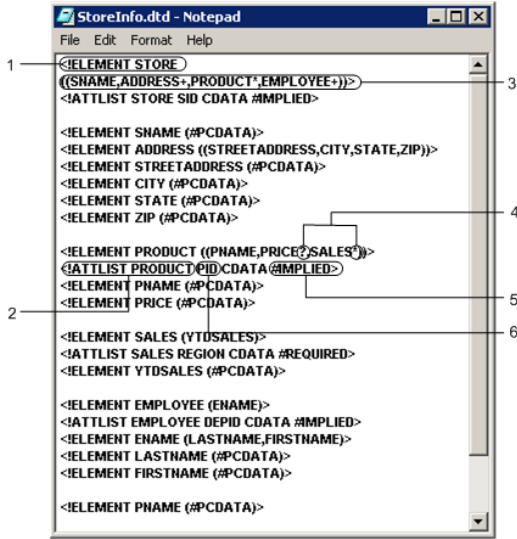 StoreInfo.dtd - Notepad
File Edit Format Help
1
<!ELEMENT STORE
((SNAME,ADDRESS+,PRODUCT*,EMPLOYEE+))>
3
<!ATTLIST STORE SID CDATA #IMPLIED>
<!ELEMENT SNAME (#PCDATA)>
<!ELEMENT ADDRESS ((STREETADDRESS,CITY,STATE,ZIP))>
<!ELEMENT STREETADDRESS (#PCDATA)>
<!ELEMENT CITY (#PCDATA)>
<!ELEMENT STATE (#PCDATA)>
4
<!ELEMENT ZIP (#PCDATA)>
<!ELEMENT PRODUCT ((PNAME,PRICE?,SALES*))>
<!ATTLIST PRODUCT PID CDATA #IMPLIED>
<!ELEMENT PNAME (#PCDATA)>
5
<!ELEMENT PRICE (#PCDATA)>
2
6
<!ELEMENT SALES (YTDSALES)>
<!ATTLIST SALES REGION CDATA #REQUIRED>
<!ELEMENT YTDSALES (#PCDATA)>
<!ELEMENT EMPLOYEE (ENAME)>
<!ATTLIST EMPLOYEE DEPID CDATA #IMPLIED>
<!ELEMENT ENAME (LASTNAME,FIRSTNAME)>
<!ELEMENT LASTNAME (#PCDATA)>
<!ELEMENT FIRSTNAME (#PCDATA)>
<!ELEMENT PNAME (#PCDATA)>